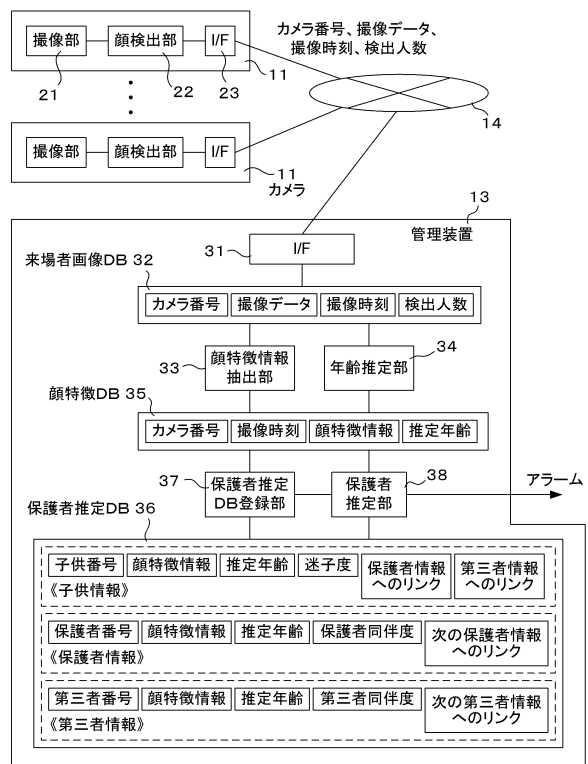 撮像部
顔検出部
I/F
カメラ番号、撮像データ、
撮像時刻、検出人数
21
22
23
11
14
撮像部
顔検出部
I/F
11
カメラ
13
管理装置
31
I/F
来場者画像DB 32
カメラ番号
撮像データ
撮像時刻
検出人数
33
顔特徴情報
抽出部
年齢推定部
34
顔特徴DB 35
カメラ番号
撮像時刻
顔特徴情報
推定年齢
37
保護者推定
DB登録部
保護者
推定部
38
アラーム
保護者推定DB 36
子供番号
顔特徴情報
推定年齢
迷子度
保護者情報
へのリンク
第三者情報
へのリンク
《子供情報》
保護者番号
顔特徴情報
推定年齢
保護者同伴度
次の保護者情報
へのリンク
《保護者情報》
第三者番号
顔特徴情報
推定年齢
第三者同伴度
次の第三者情報
へのリンク
《第三者情報》